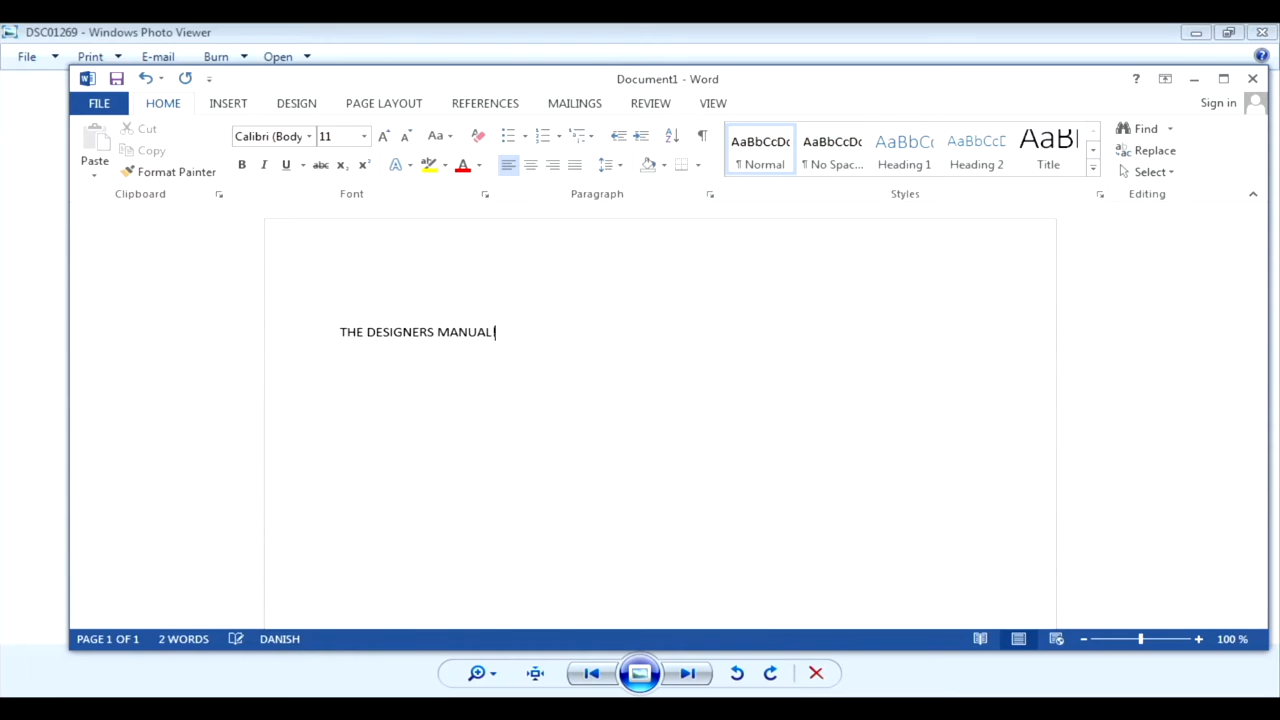 DSC01269 - Windows Photo Viewer
File Print E-mail Burn Open
Document1 - Word
FILE HOME INSERT DESIGN PAGE LAYOUT REFERENCES MAILINGS REVIEW VIEW Sign in
Cut
Copy
Paste
Format Painter
Clipboard
Calibri (Body 11
Font
Paragraph
AaBbCcDc AaBbCcDc AaBbCc AaBbCcD AaB
¶ Normal ¶ No Spac... Heading 1 Heading 2 Title
Styles
Find
Replace
Select
Editing
THE DESIGNERS MANUAL!
PAGE 1 OF 1 2 WORDS DANISH 100 %